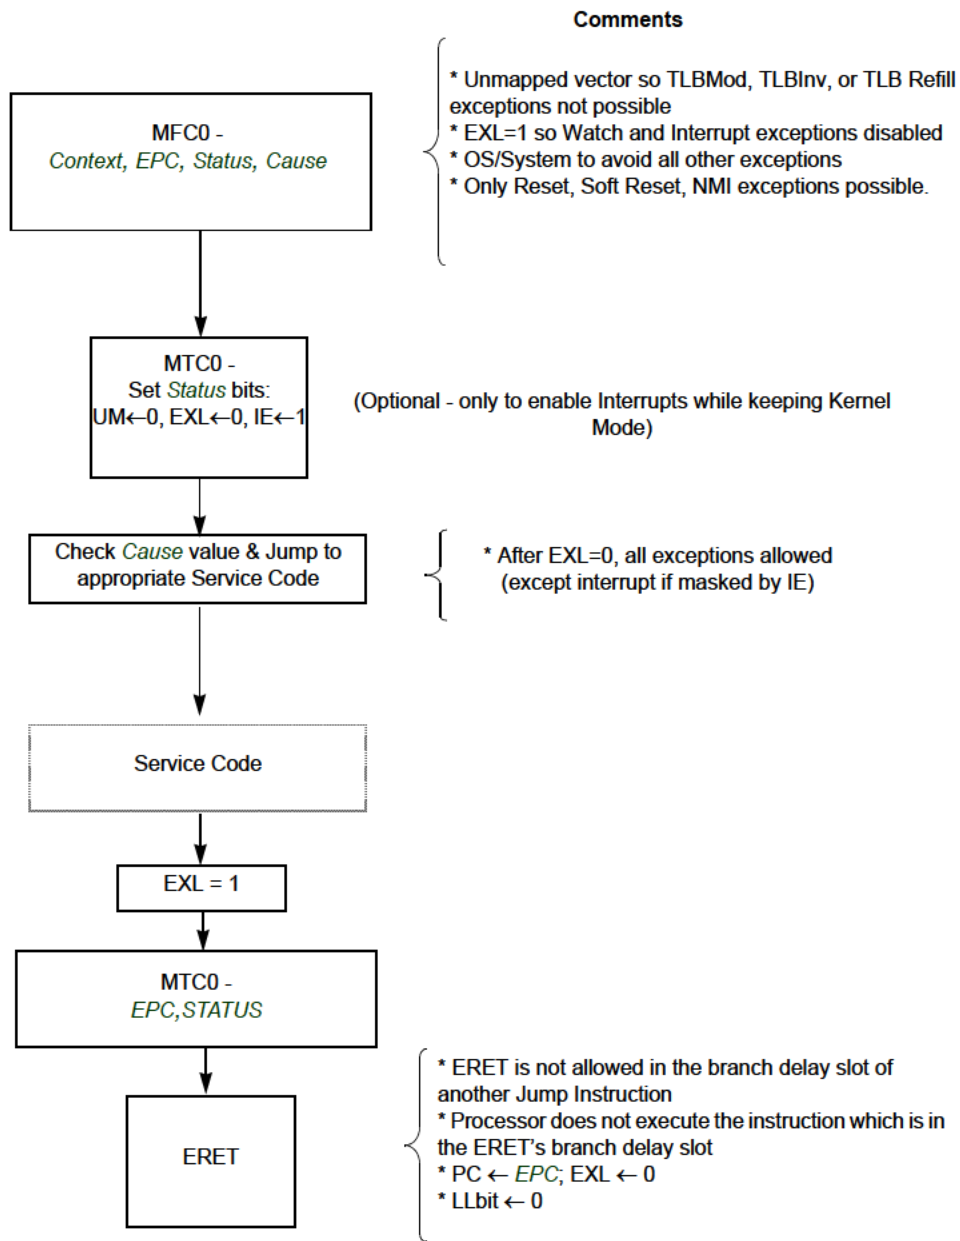 Comments
* Unmapped vector so TLBMod, TLBInv, or TLB Refill
exceptions not possible
* EXL=1 so Watch and Interrupt exceptions disabled
* OS/System to avoid all other exceptions
* Only Reset, Soft Reset, NMI exceptions possible.
MFC0 -
Context, EPC, Status, Cause
MTC0 -
Set Status bits:
UM←0, EXL←0, IE←1
(Optional - only to enable Interrupts while keeping Kernel
Mode)
Check Cause value & Jump to
appropriate Service Code
* After EXL=0, all exceptions allowed
(except interrupt if masked by IE)
Service Code
EXL = 1
MTC0 -
EPC,STATUS
ERET
* ERET is not allowed in the branch delay slot of
another Jump Instruction
* Processor does not execute the instruction which is in
the ERET's branch delay slot
* PC ← EPC; EXL ← 0
* LLbit ← 0